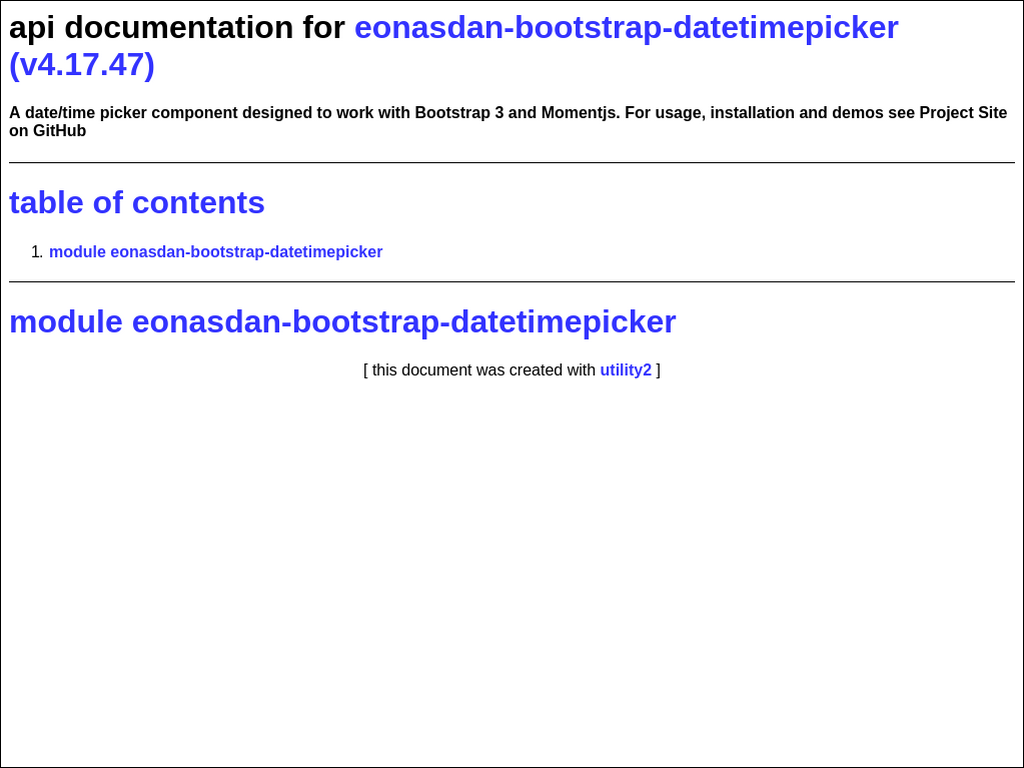 api documentation for eonasdan-bootstrap-datetimepicker
(v4.17.47)
A date/time picker component designed to work with Bootstrap 3 and Momentjs. For usage, installation and demos see Project Site
on GitHub
table of contents
1. module eonasdan-bootstrap-datetimepicker
module eonasdan-bootstrap-datetimepicker
[ this document was created with utility2 ]